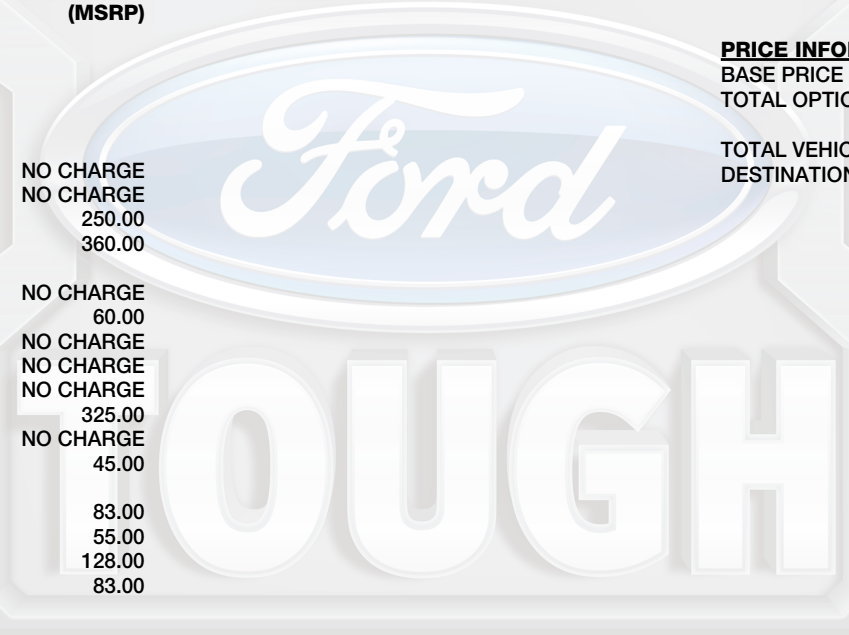 (MSRP)
NO CHARGE
NO CHARGE
250.00
360.00
NO CHARGE
60.00
NO CHARGE
NO CHARGE
NO CHARGE
325.00
NO CHARGE
45.00
83.00
55.00
128.00
83.00
PRICE INFOR
BASE PRICE
TOTAL OPTIO
TOTAL VEHIC
DESTINATION
Ford
TOUGH